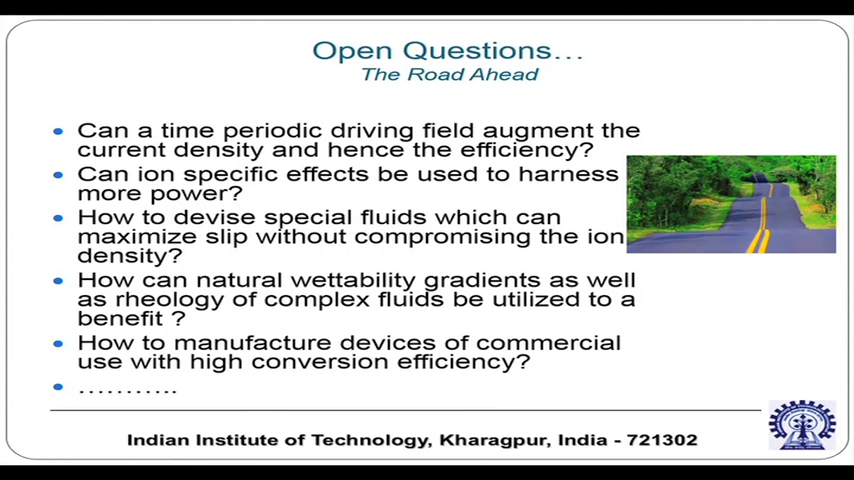 Open Questions...
The Road Ahead
• Can a time periodic driving field augment the
current density and hence the efficiency?
• Can ion specific effects be used to harness
more power?
• How to devise special fluids which can
maximize slip without compromising the ion
density?
• How can natural wettability gradients as well
as rheology of complex fluids be utilized to a
benefit ?
• How to manufacture devices of commercial
use with high conversion efficiency?
• ………..
Indian Institute of Technology, Kharagpur, India - 721302